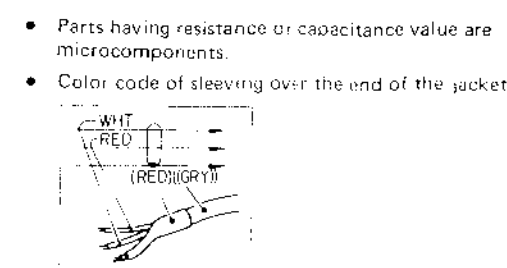 ● Parts having resistance or capacitance value are
microcomponents.
● Color code of sleeving over the end of the jacket
WHT
RED
(RED)((GRY))